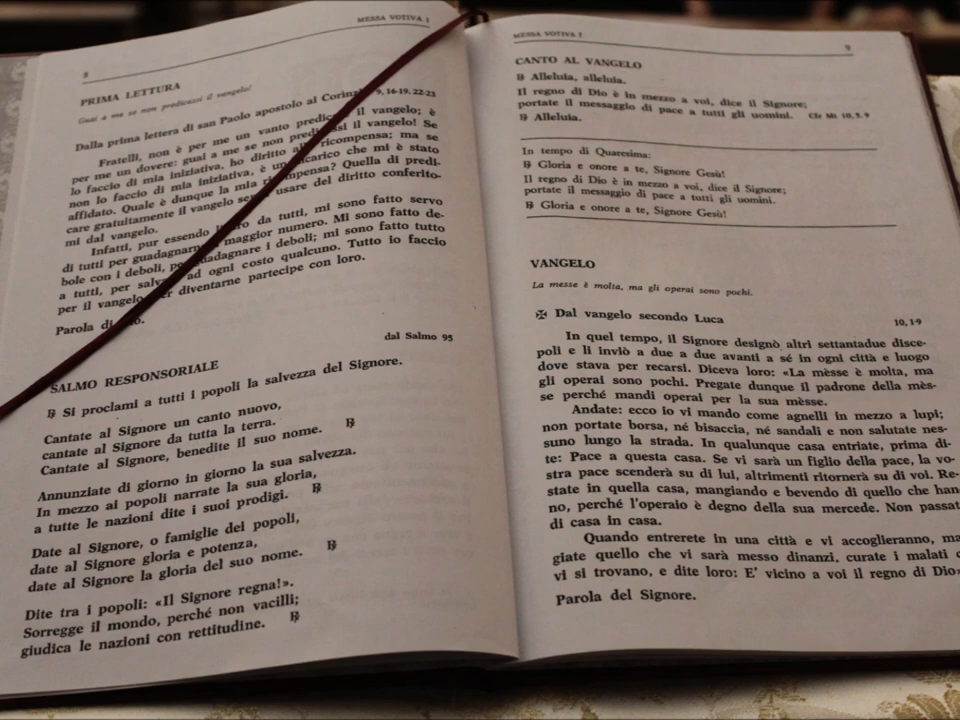 8
MESSA VOTIVA I
PRIMA LETTURA
Guai a me se non predicassi il vangelo!
Dalla prima lettera di san Paolo apostolo ai Corinzi 9, 16-19. 22-23
Fratelli, non è per me un vanto predicare il vangelo; è
per me un dovere: guai a me se non predicassi il vangelo! Se
lo faccio di mia iniziativa, ho diritto alla ricompensa; ma se
non lo faccio di mia iniziativa, è un incarico che mi è stato
affidato. Quale è dunque la mia ricompensa? Quella di predi-
care gratuitamente il vangelo senza usare del diritto conferito-
mi dal vangelo.
Infatti, pur essendo libero da tutti, mi sono fatto servo
di tutti per guadagnarne il maggior numero. Mi sono fatto de-
bole con i deboli, per guadagnare i deboli; mi sono fatto tutto
a tutti, per salvare ad ogni costo qualcuno. Tutto io faccio
per il vangelo, per diventarne partecipe con loro.
Parola di Dio.
SALMO RESPONSORIALE
dal Salmo 95
℟ Si proclami a tutti i popoli la salvezza del Signore.
Cantate al Signore un canto nuovo,
cantate al Signore da tutta la terra.
Cantate al Signore, benedite il suo nome. ℟
Annunziate di giorno in giorno la sua salvezza.
In mezzo ai popoli narrate la sua gloria,
a tutte le nazioni dite i suoi prodigi. ℟
Date al Signore, o famiglie dei popoli,
date al Signore gloria e potenza,
date al Signore la gloria del suo nome. ℟
Dite tra i popoli: «Il Signore regna!».
Sorregge il mondo, perché non vacilli;
giudica le nazioni con rettitudine. ℟
MESSA VOTIVA I
9
CANTO AL VANGELO
℟ Alleluia, alleluia.
Il regno di Dio è in mezzo a voi, dice il Signore;
portate il messaggio di pace a tutti gli uomini. Cfr Mt 10, 5.9
℟ Alleluia.
In tempo di Quaresima:
℟ Gloria e onore a te, Signore Gesù!
Il regno di Dio è in mezzo a voi, dice il Signore;
portate il messaggio di pace a tutti gli uomini.
℟ Gloria e onore a te, Signore Gesù!
VANGELO
La messe è molta, ma gli operai sono pochi.
✠ Dal vangelo secondo Luca 10, 1-9
In quel tempo, il Signore designò altri settantadue disce-
poli e li inviò a due a due avanti a sé in ogni città e luogo
dove stava per recarsi. Diceva loro: «La mèsse è molta, ma
gli operai sono pochi. Pregate dunque il padrone della mès-
se perché mandi operai per la sua mèsse.
Andate: ecco io vi mando come agnelli in mezzo a lupi;
non portate borsa, né bisaccia, né sandali e non salutate nes-
suno lungo la strada. In qualunque casa entriate, prima di-
te: Pace a questa casa. Se vi sarà un figlio della pace, la vo-
stra pace scenderà su di lui, altrimenti ritornerà su di voi. Re-
state in quella casa, mangiando e bevendo di quello che han-
no, perché l'operaio è degno della sua mercede. Non passat
di casa in casa.
Quando entrerete in una città e vi accoglieranno, ma
giate quello che vi sarà messo dinanzi, curate i malati c
vi si trovano, e dite loro: E' vicino a voi il regno di Dio»
Parola del Signore.